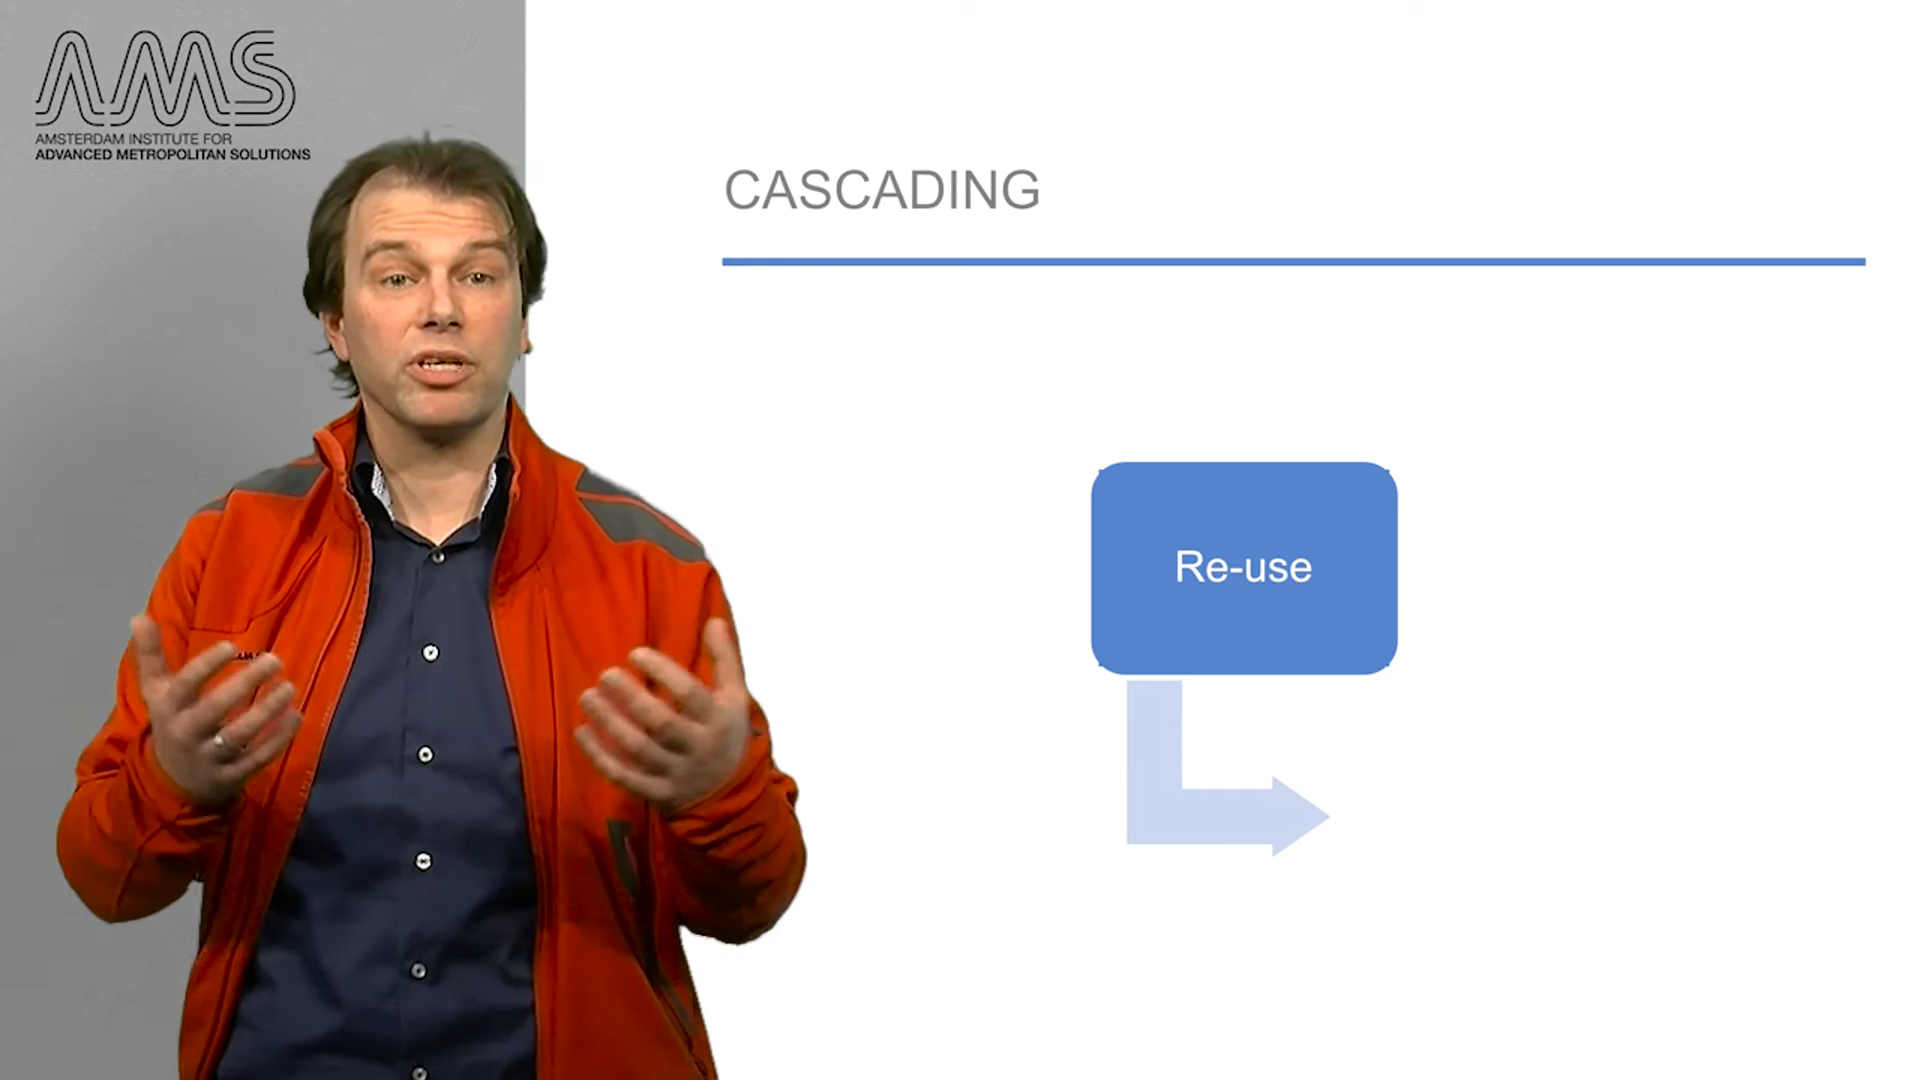 AMS
AMSTERDAM INSTITUTE FOR
ADVANCED METROPOLITAN SOLUTIONS
CASCADING
Re-use